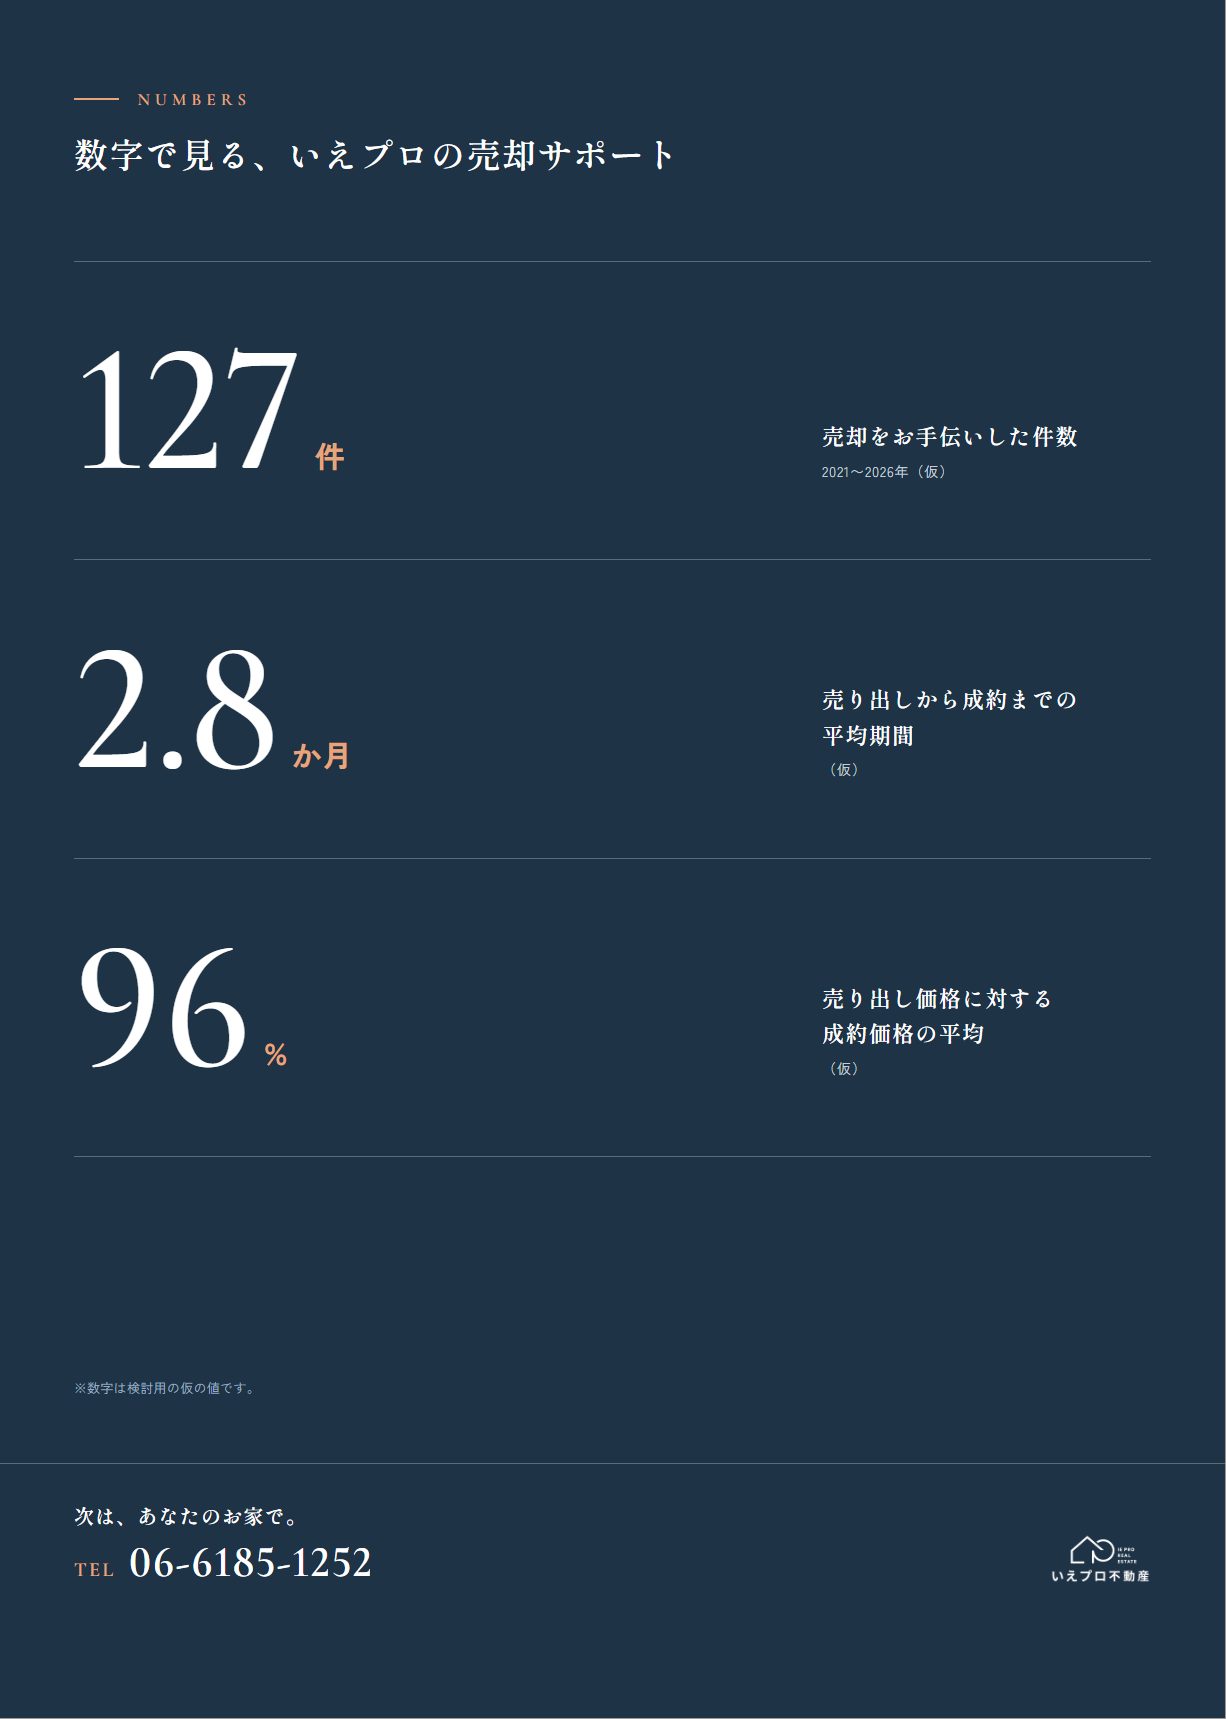 NUMBERS
数字で見る、いえプロの売却サポート
127 件
売却をお手伝いした件数
2021〜2026年（仮）
2.8 か月
売り出しから成約までの
平均期間
（仮）
96 %
売り出し価格に対する
成約価格の平均
（仮）
※数字は検討用の仮の値です。
次は、あなたのお家で。
TEL 06-6185-1252
IE PRO
REAL
ESTATE
いえプロ不動産